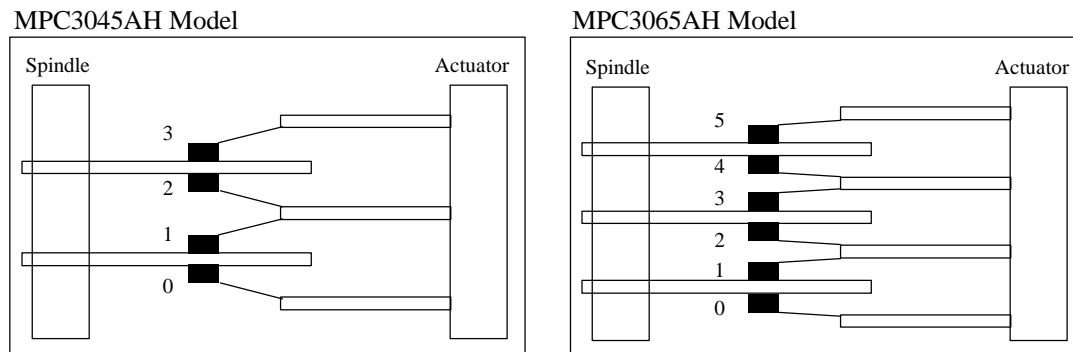 MPC3045AH Model
Spindle
Actuator
3
2
1
0
MPC3065AH Model
Spindle
Actuator
5
4
3
2
1
0